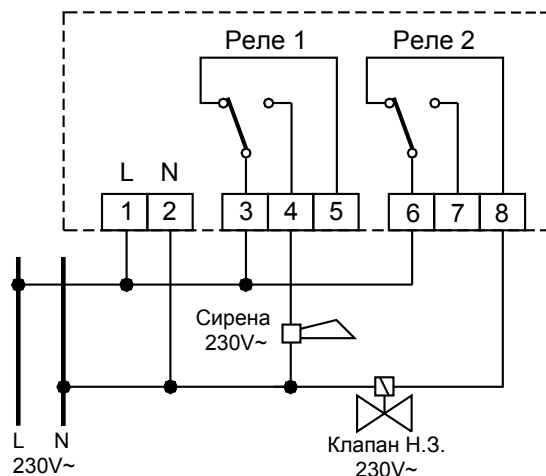 Реле 1 Реле 2
L N
1 2 3 4 5 6 7 8
Сирена
230V~
L N
230V~
Клапан Н.З.
230V~